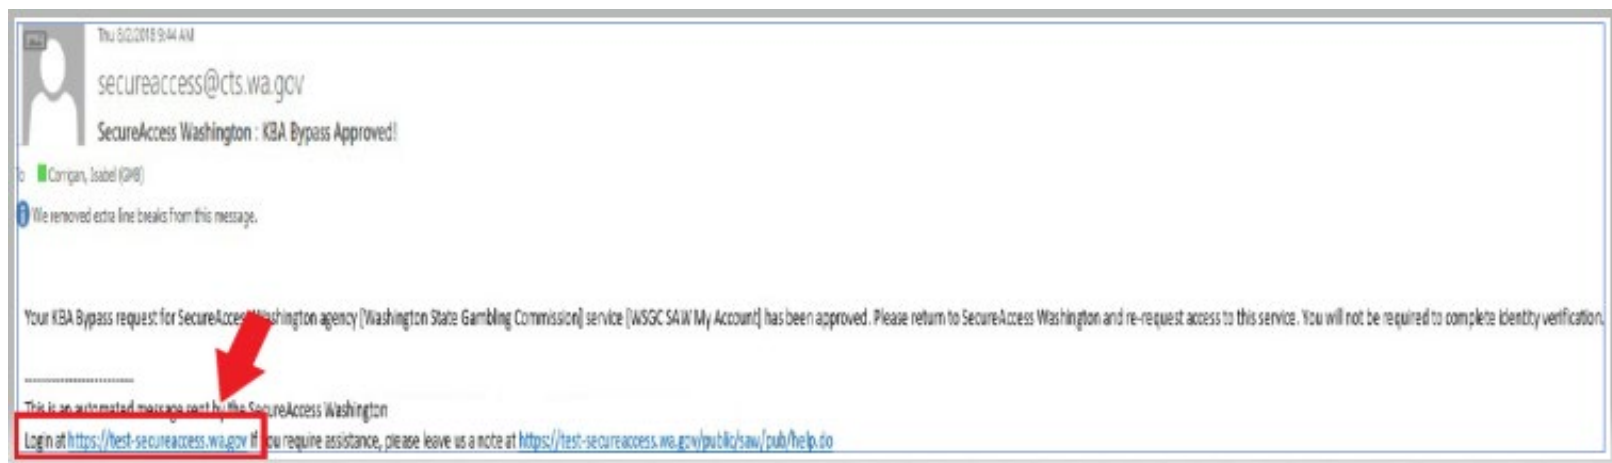 Thu 8/2/2018 9:44 AM
secureaccess@cts.wa.gov
SecureAccess Washington : KBA Bypass Approved!
To Corrigan, Isabel (GMB)
We removed extra line breaks from this message.
Your KBA Bypass request for SecureAccess Washington agency [Washington State Gambling Commission] service [WSGC SAW My Account] has been approved. Please return to SecureAccess Washington and re-request access to this service. You will not be required to complete identity verification.
-------------------------
This is an automated message sent by the SecureAccess Washington
Login at https://test-secureaccess.wa.gov If you require assistance, please leave us a note at https://test-secureaccess.wa.gov/public/saw/pub/help.do